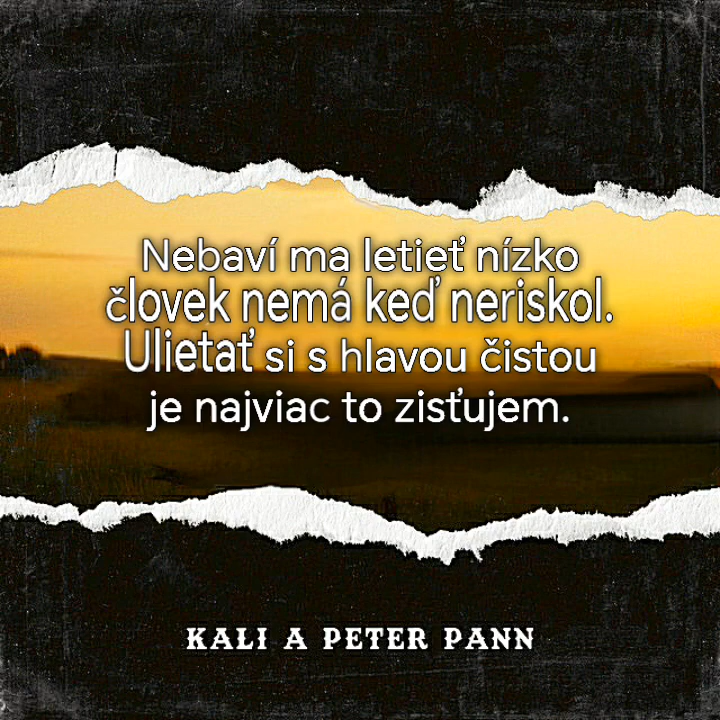 Nebaví ma letieť nízko
človek nemá keď neriskol.
Ulietať si s hlavou čistou
je najviac to zisťujem.
KALI A PETER PANN